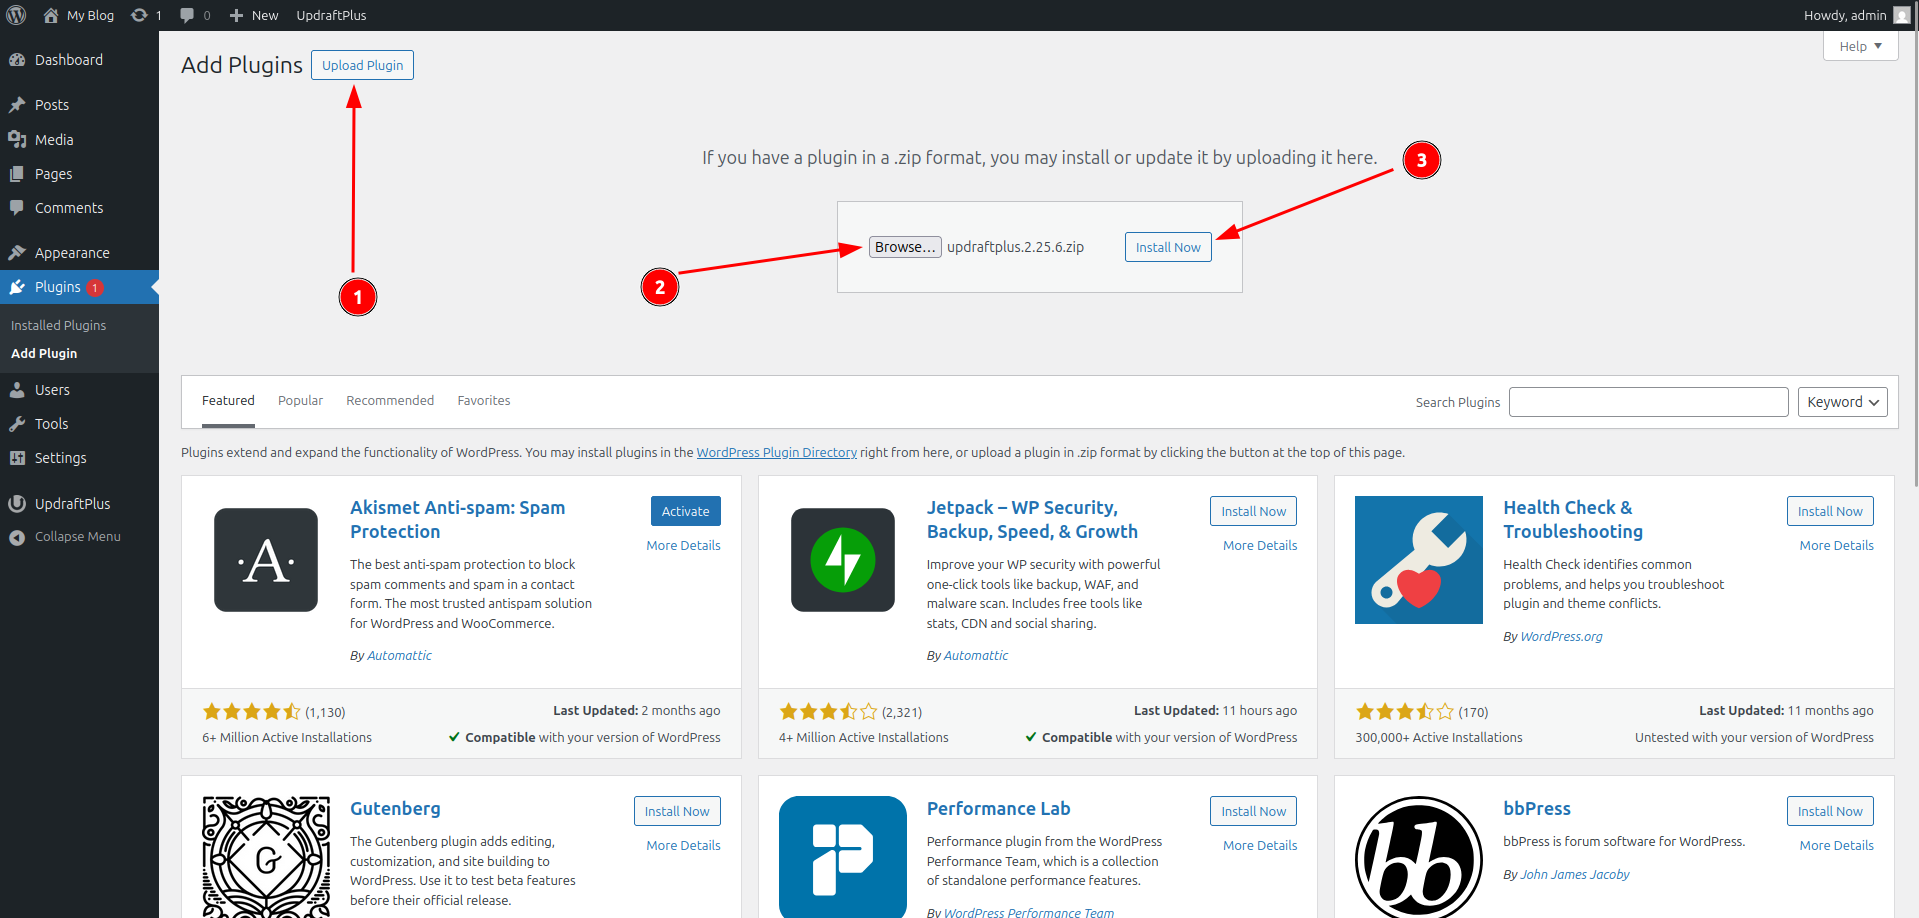 My Blog
1
0
New
UpdraftPlus
Howdy, admin
Dashboard
Posts
Media
Pages
Comments
Appearance
Plugins 1
Installed Plugins
Add Plugin
Users
Tools
Settings
UpdraftPlus
Collapse Menu
Help
Add Plugins
Upload Plugin
If you have a plugin in a .zip format, you may install or update it by uploading it here.
3
Browse...
updraftplus.2.25.6.zip
Install Now
1
2
Featured
Popular
Recommended
Favorites
Search Plugins
Keyword
Plugins extend and expand the functionality of WordPress. You may install plugins in the WordPress Plugin Directory right from here, or upload a plugin in .zip format by clicking the button at the top of this page.
·A·
Akismet Anti-spam: Spam
Protection
Activate
More Details
The best anti-spam protection to block
spam comments and spam in a contact
form. The most trusted antispam solution
for WordPress and WooCommerce.
By Automattic
(1,130)
6+ Million Active Installations
Last Updated: 2 months ago
Compatible with your version of WordPress
Jetpack – WP Security,
Backup, Speed, & Growth
Install Now
More Details
Improve your WP security with powerful
one-click tools like backup, WAF, and
malware scan. Includes free tools like
stats, CDN and social sharing.
By Automattic
(2,321)
4+ Million Active Installations
Last Updated: 11 hours ago
Compatible with your version of WordPress
Health Check &
Troubleshooting
Install Now
More Details
Health Check identifies common
problems, and helps you troubleshoot
plugin and theme conflicts.
By WordPress.org
(170)
300,000+ Active Installations
Last Updated: 11 months ago
Untested with your version of WordPress
G
Gutenberg
Install Now
More Details
The Gutenberg plugin adds editing,
customization, and site building to
WordPress. Use it to test beta features
before their official release.
P
Performance Lab
Install Now
More Details
Performance plugin from the WordPress
Performance Team, which is a collection
of standalone performance features.
By WordPress Performance Team
bb
bbPress
Install Now
More Details
bbPress is forum software for WordPress.
By John James Jacoby